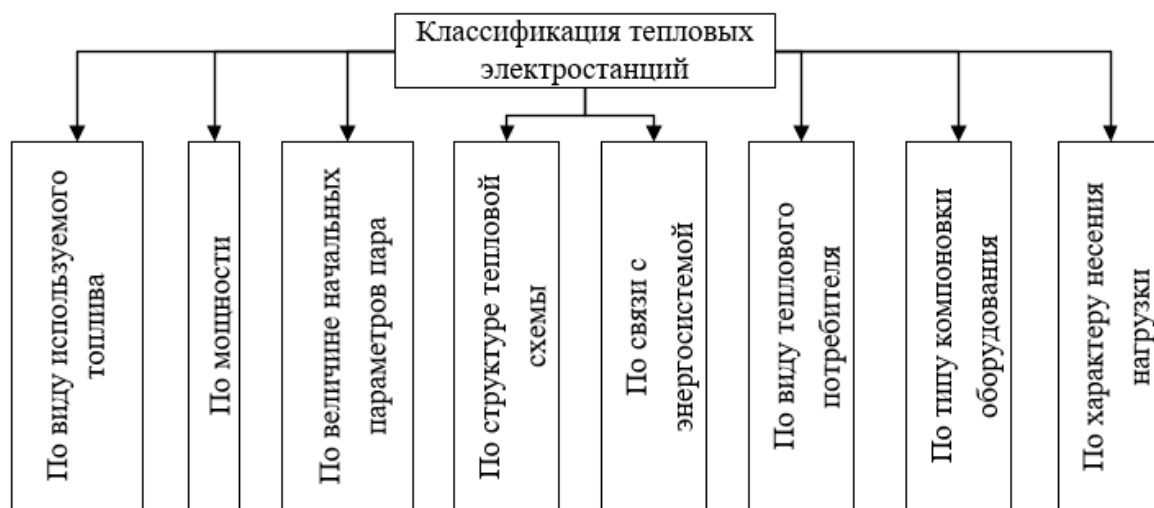 Классификация тепловых
электростанций
По виду используемого
топлива
По мощности
По величине начальных
параметров пара
По структуре тепловой
схемы
По связи с
энергосистемой
По виду теплового
потребителя
По типу компоновки
оборудования
По характеру несения
нагрузки